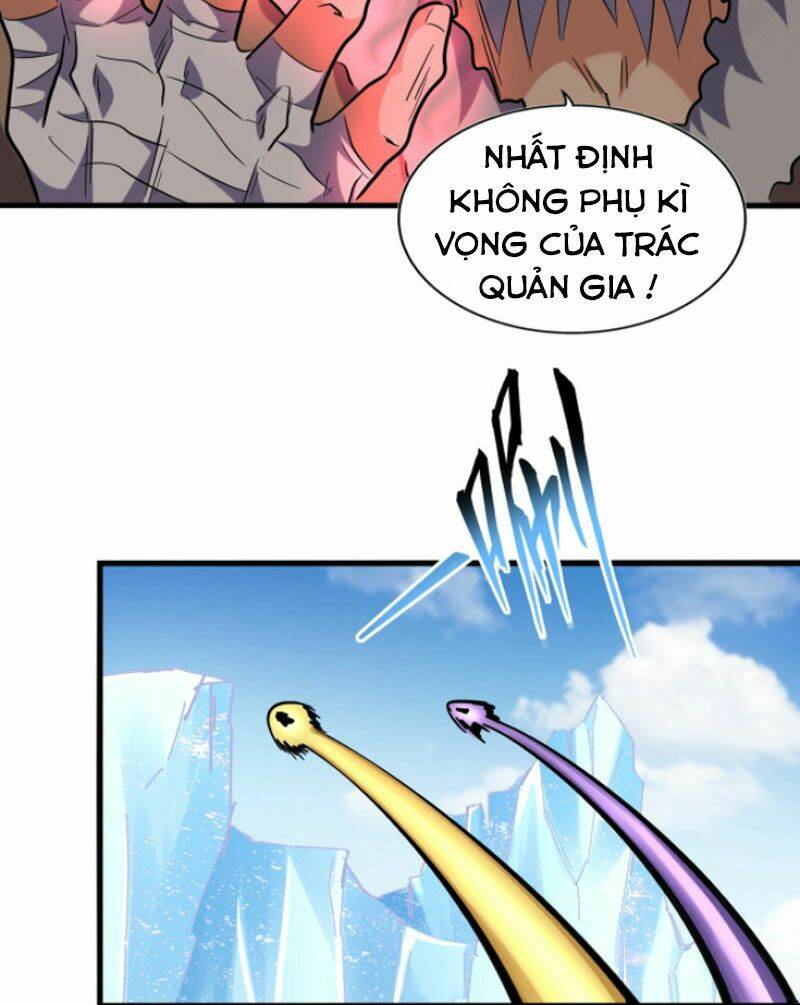 NHẤT ĐỊNH
KHÔNG PHỤ KÌ
VỌNG CỦA TRÁC
QUẢN GIA !